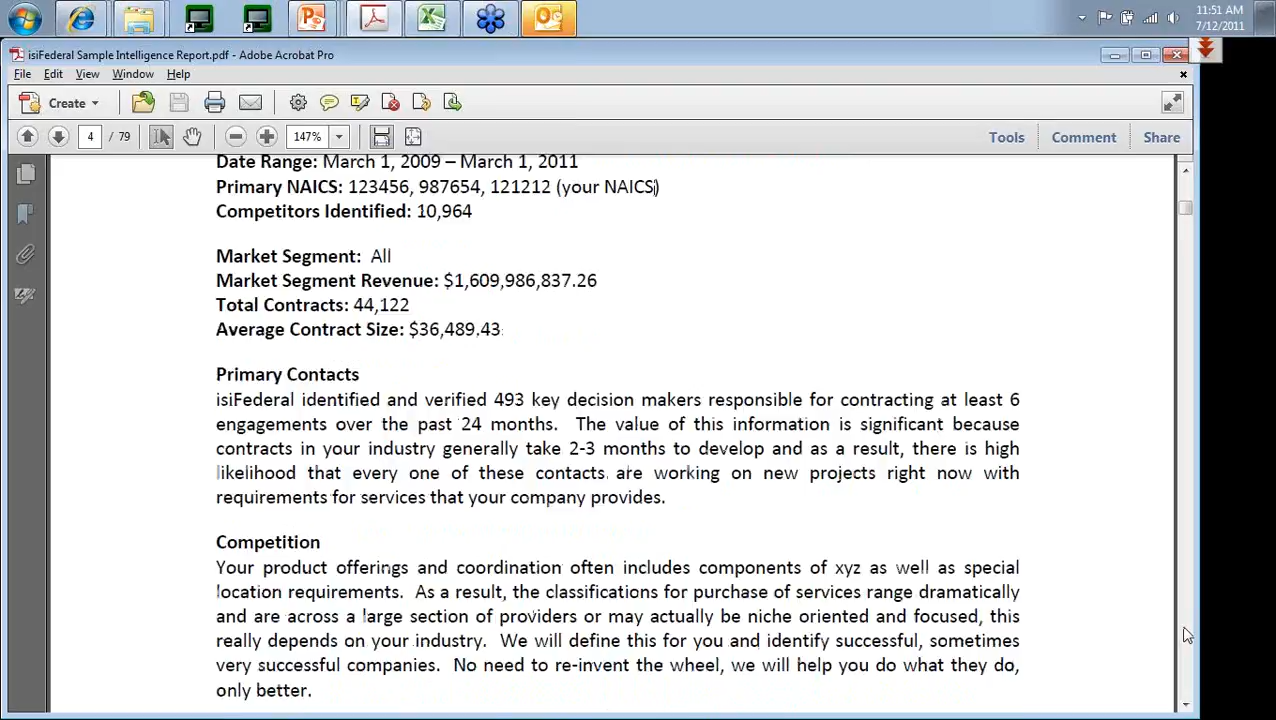 11:51 AM
7/12/2011
isiFederal Sample Intelligence Report.pdf - Adobe Acrobat Pro
File Edit View Window Help
Create
4 / 79 147% Tools Comment Share
Date Range: March 1, 2009 – March 1, 2011
Primary NAICS: 123456, 987654, 121212 (your NAICS)
Competitors Identified: 10,964
Market Segment: All
Market Segment Revenue: $1,609,986,837.26
Total Contracts: 44,122
Average Contract Size: $36,489.43
Primary Contacts
isiFederal identified and verified 493 key decision makers responsible for contracting at least 6
engagements over the past 24 months. The value of this information is significant because
contracts in your industry generally take 2-3 months to develop and as a result, there is high
likelihood that every one of these contacts are working on new projects right now with
requirements for services that your company provides.
Competition
Your product offerings and coordination often includes components of xyz as well as special
location requirements. As a result, the classifications for purchase of services range dramatically
and are across a large section of providers or may actually be niche oriented and focused, this
really depends on your industry. We will define this for you and identify successful, sometimes
very successful companies. No need to re-invent the wheel, we will help you do what they do,
only better.